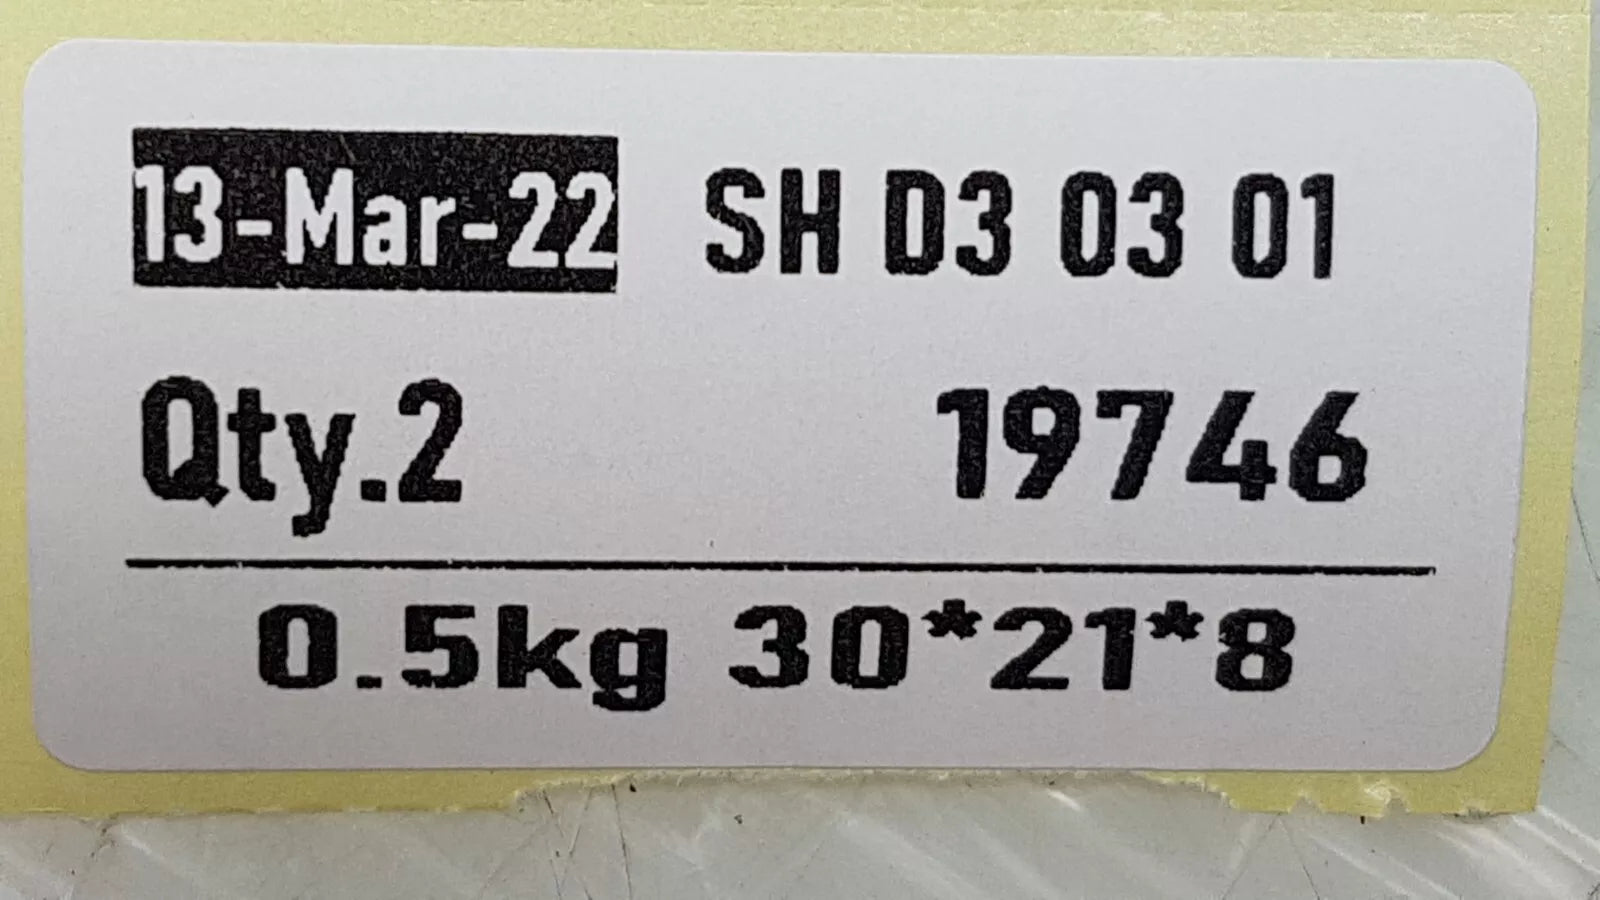 13-Mar-22 SH D3 03 01
Qty.2 19746
0.5kg 30*21*8